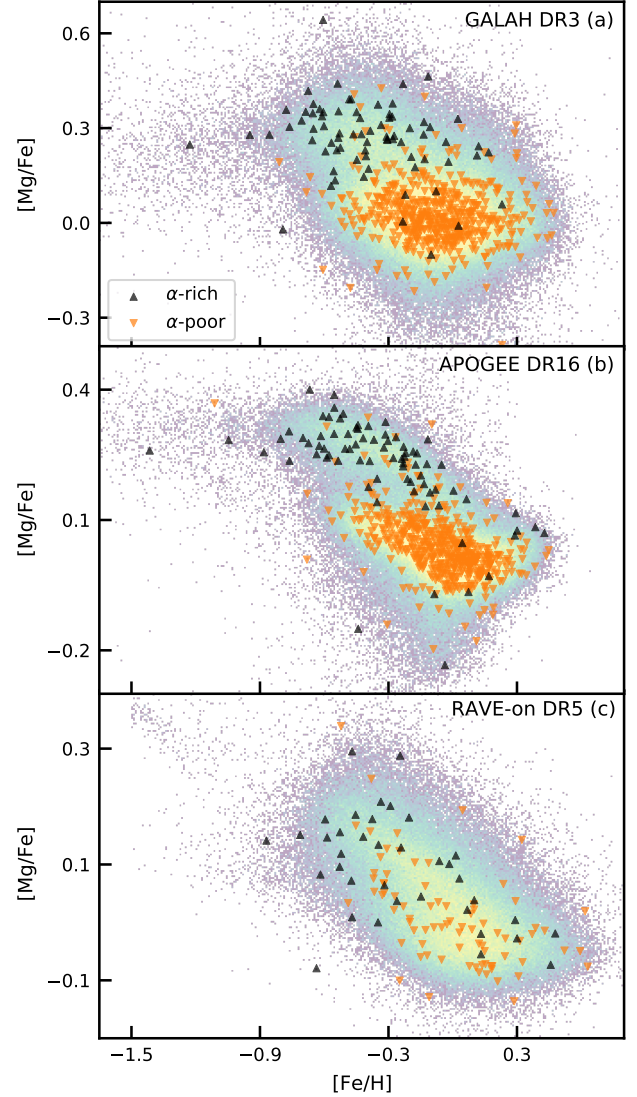 GALAH DR3 (a)
0.6
0.3
0.0
−0.3
[Mg/Fe]
α-rich
α-poor
APOGEE DR16 (b)
0.4
0.1
−0.2
[Mg/Fe]
RAVE-on DR5 (c)
0.3
0.1
−0.1
[Mg/Fe]
−1.5 −0.9 −0.3 0.3
[Fe/H]